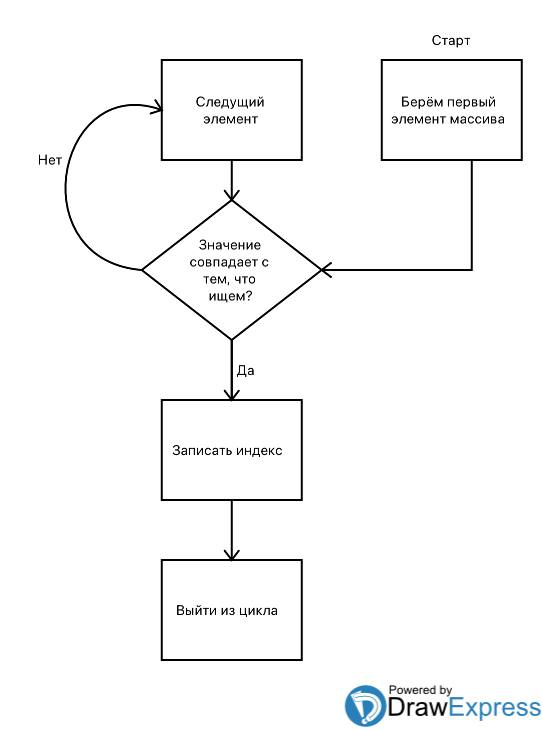 Старт
Берём первый
элемент массива
Следущий
элемент
Нет
Значение
совпадает с
тем, что
ищем?
Да
Записать индекс
Выйти из цикла
Powered by
DrawExpress